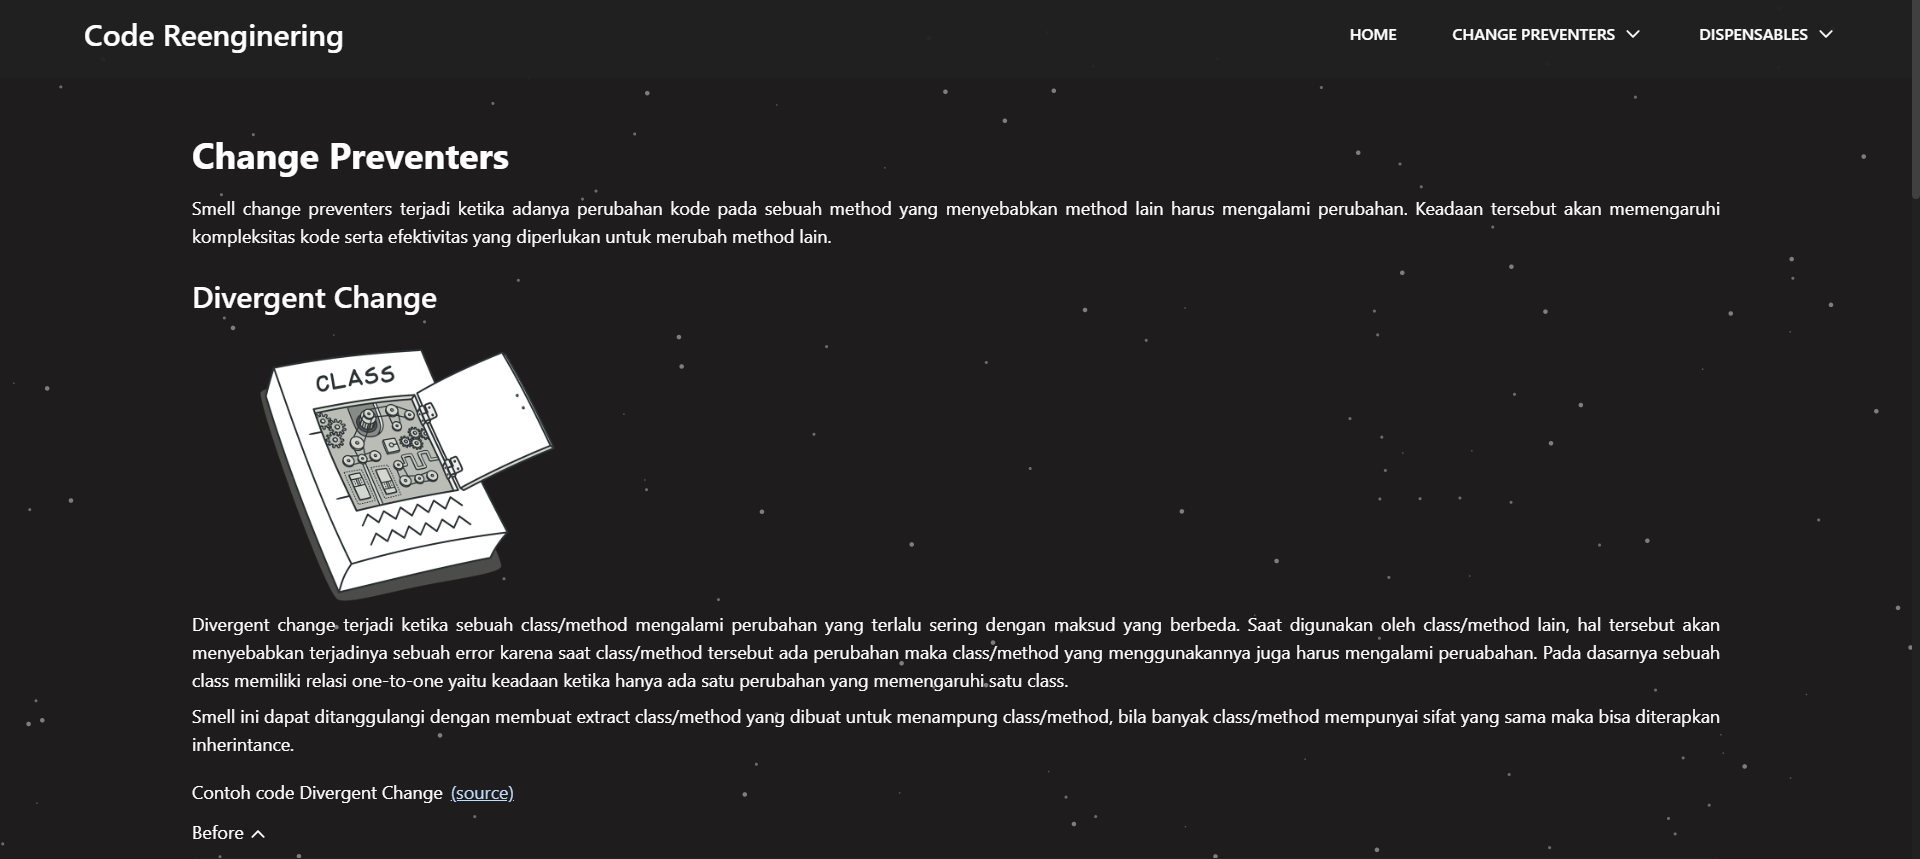 Code Reenginering
HOME
CHANGE PREVENTERS
DISPENSABLES
Change Preventers
Smell change preventers terjadi ketika adanya perubahan kode pada sebuah method yang menyebabkan method lain harus mengalami perubahan. Keadaan tersebut akan memengaruhi
kompleksitas kode serta efektivitas yang diperlukan untuk merubah method lain.
Divergent Change
CLASS
Divergent change terjadi ketika sebuah class/method mengalami perubahan yang terlalu sering dengan maksud yang berbeda. Saat digunakan oleh class/method lain, hal tersebut akan
menyebabkan terjadinya sebuah error karena saat class/method tersebut ada perubahan maka class/method yang menggunakannya juga harus mengalami peruabahan. Pada dasarnya sebuah
class memiliki relasi one-to-one yaitu keadaan ketika hanya ada satu perubahan yang memengaruhi satu class.
Smell ini dapat ditanggulangi dengan membuat extract class/method yang dibuat untuk menampung class/method, bila banyak class/method mempunyai sifat yang sama maka bisa diterapkan
inherintance.
Contoh code Divergent Change (source)
Before